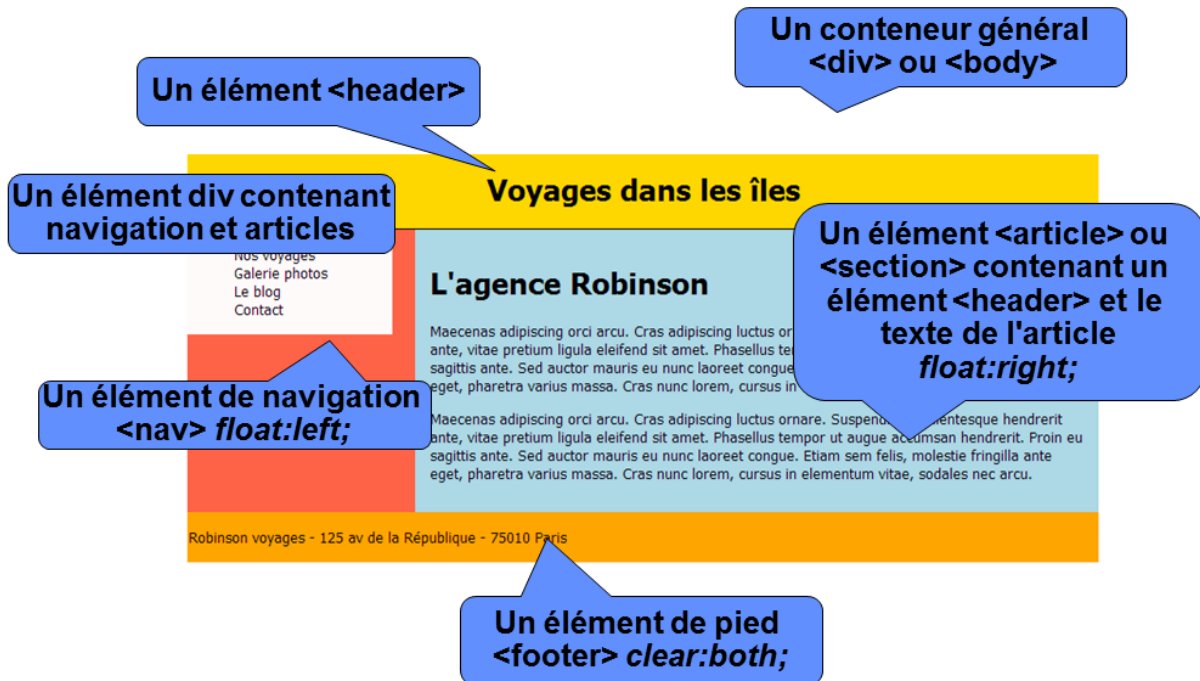 Un conteneur général
<div> ou <body>
Un élément <header>
Voyages dans les îles
Un élément div contenant
navigation et articles
Un élément <article> ou
<section> contenant un
élément <header> et le
texte de l'article
float:right;
Nos voyages
Galerie photos
Le blog
Contact
L'agence Robinson
Maecenas adipiscing orci arcu. Cras adipiscing luctus
ante, vitae pretium ligula eleifend sit amet. Phasellus
sagittis ante. Sed auctor mauris eu nunc laoreet congue
eget, pharetra varius massa. Cras nunc lorem, cursus in
Un élément de navigation
<nav> float:left;
Maecenas adipiscing orci arcu. Cras adipiscing luctus ornare. hendrerit
ante, vitae pretium ligula eleifend sit amet. Phasellus tempor ut augue accumsan hendrerit. Proin eu
sagittis ante. Sed auctor mauris eu nunc laoreet congue. Etiam sem felis, molestie fringilla ante
eget, pharetra varius massa. Cras nunc lorem, cursus in elementum vitae, sodales nec arcu.
Robinson voyages - 125 av de la République - 75010 Paris
Un élément de pied
<footer> clear:both;